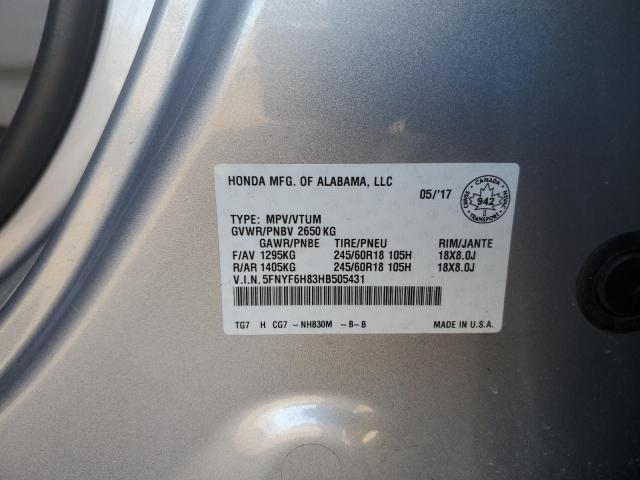 HONDA MFG. OF ALABAMA, LLC
05/'17
CANADA
942
TRANSPORT
TYPE: MPV/VTUM
GVWR/PNBV 2650 KG
GAWR/PNBE TIRE/PNEU RIM/JANTE
F/AV 1295KG 245/60R18 105H 18X8.0J
R/AR 1405KG 245/60R18 105H 18X8.0J
V.I.N. 5FNYF6H83HB505431
TG7 H CG7 -NH830M -B-B
MADE IN U.S.A.